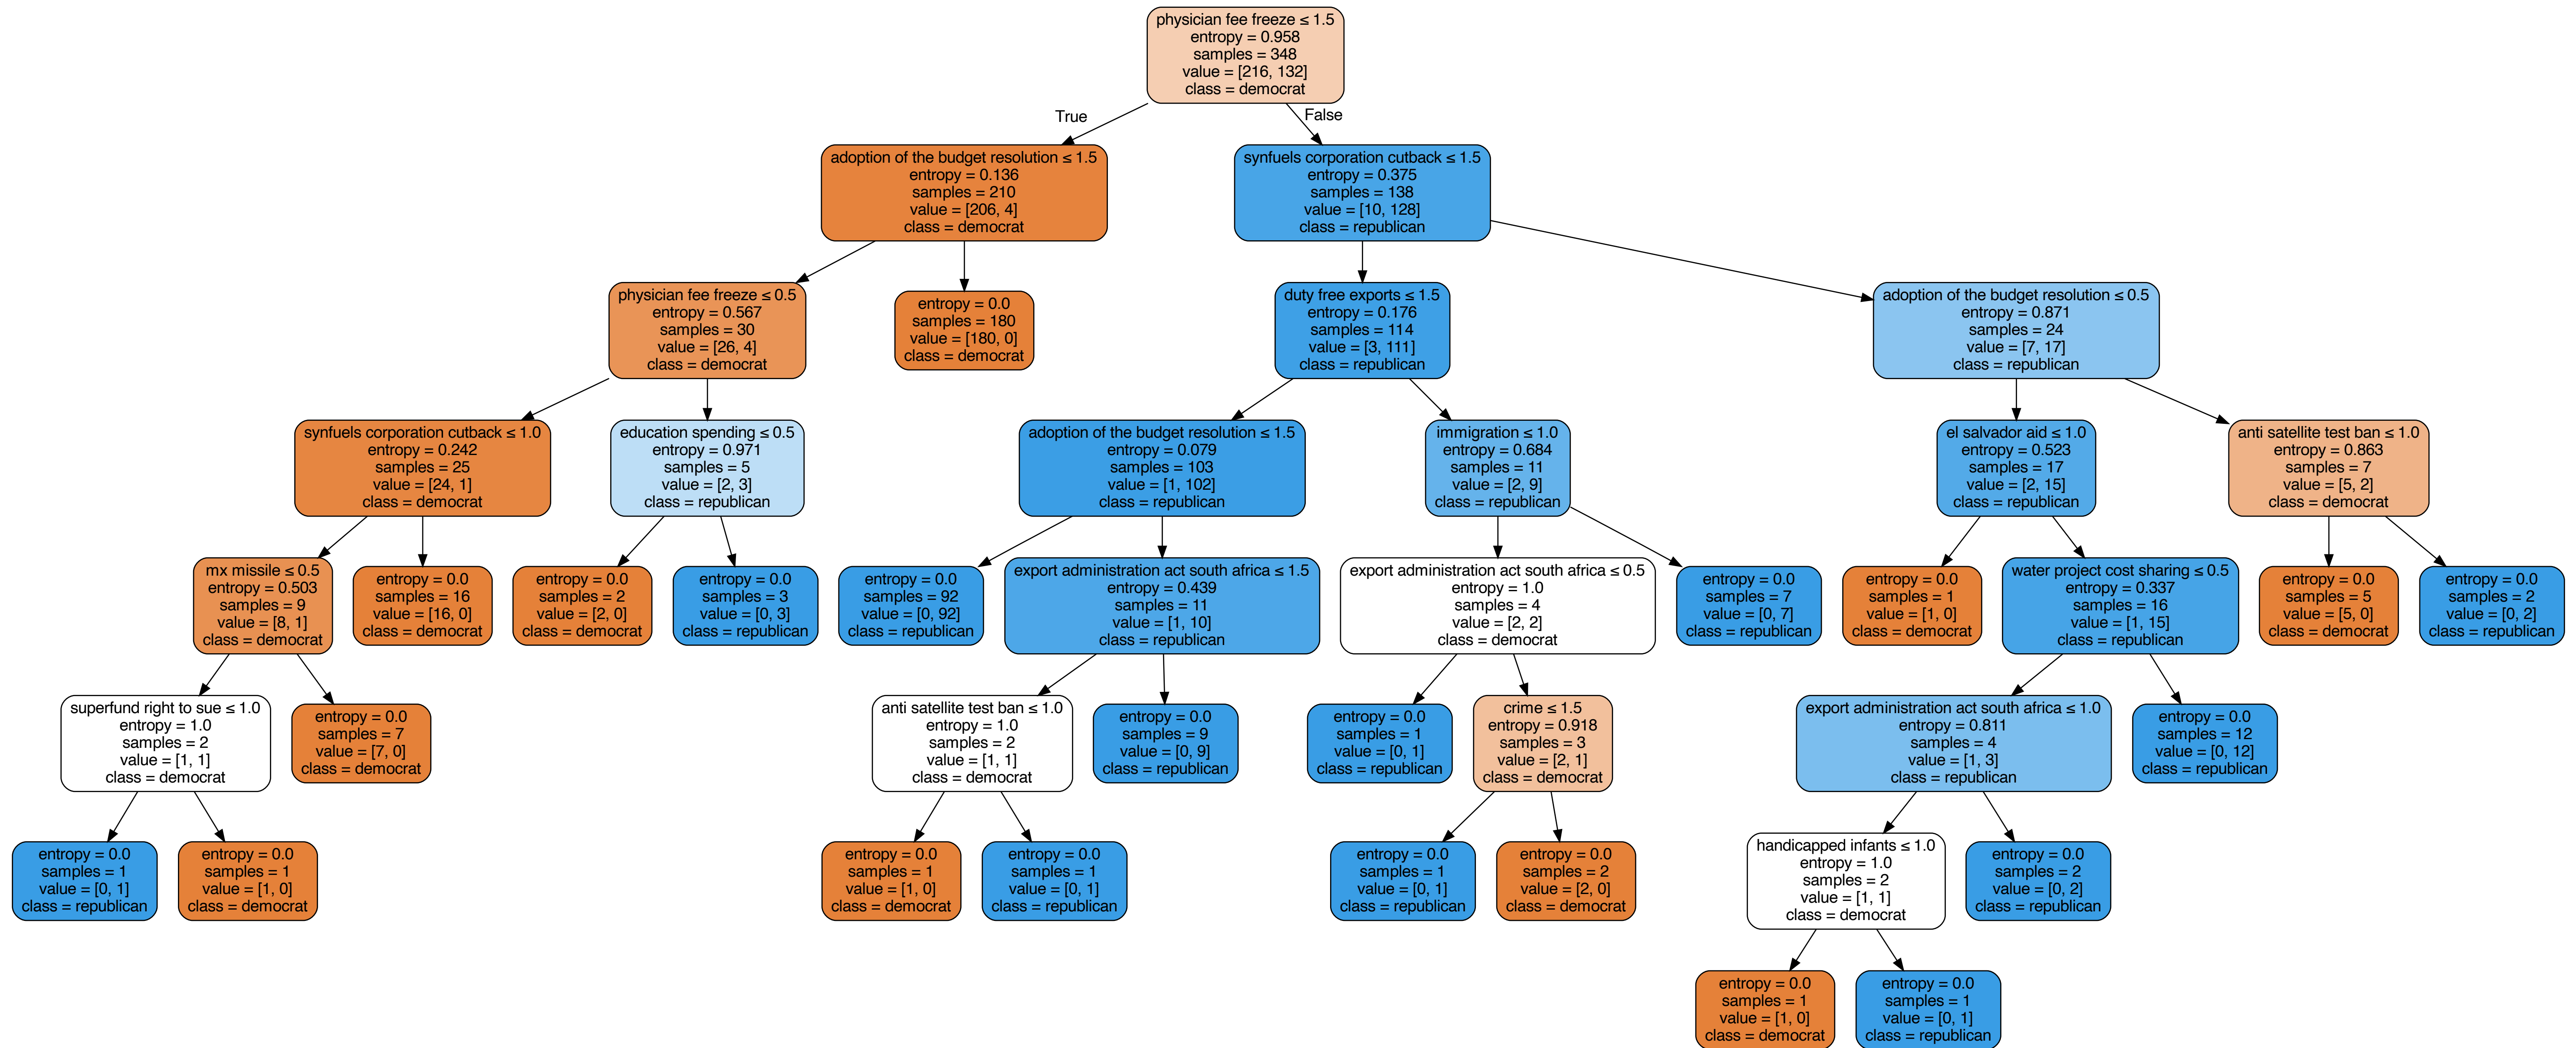 physician fee freeze ≤ 1.5
entropy = 0.958
samples = 348
value = [216, 132]
class = democrat
True
False
adoption of the budget resolution ≤ 1.5
entropy = 0.136
samples = 210
value = [206, 4]
class = democrat
synfuels corporation cutback ≤ 1.5
entropy = 0.375
samples = 138
value = [10, 128]
class = republican
physician fee freeze ≤ 0.5
entropy = 0.567
samples = 30
value = [26, 4]
class = democrat
entropy = 0.0
samples = 180
value = [180, 0]
class = democrat
duty free exports ≤ 1.5
entropy = 0.176
samples = 114
value = [3, 111]
class = republican
adoption of the budget resolution ≤ 0.5
entropy = 0.871
samples = 24
value = [7, 17]
class = republican
synfuels corporation cutback ≤ 1.0
entropy = 0.242
samples = 25
value = [24, 1]
class = democrat
education spending ≤ 0.5
entropy = 0.971
samples = 5
value = [2, 3]
class = republican
adoption of the budget resolution ≤ 1.5
entropy = 0.079
samples = 103
value = [1, 102]
class = republican
immigration ≤ 1.0
entropy = 0.684
samples = 11
value = [2, 9]
class = republican
el salvador aid ≤ 1.0
entropy = 0.523
samples = 17
value = [2, 15]
class = republican
anti satellite test ban ≤ 1.0
entropy = 0.863
samples = 7
value = [5, 2]
class = democrat
mx missile ≤ 0.5
entropy = 0.503
samples = 9
value = [8, 1]
class = democrat
entropy = 0.0
samples = 16
value = [16, 0]
class = democrat
entropy = 0.0
samples = 2
value = [2, 0]
class = democrat
entropy = 0.0
samples = 3
value = [0, 3]
class = republican
entropy = 0.0
samples = 92
value = [0, 92]
class = republican
export administration act south africa ≤ 1.5
entropy = 0.439
samples = 11
value = [1, 10]
class = republican
export administration act south africa ≤ 0.5
entropy = 1.0
samples = 4
value = [2, 2]
class = democrat
entropy = 0.0
samples = 7
value = [0, 7]
class = republican
entropy = 0.0
samples = 1
value = [1, 0]
class = democrat
water project cost sharing ≤ 0.5
entropy = 0.337
samples = 16
value = [1, 15]
class = republican
entropy = 0.0
samples = 5
value = [5, 0]
class = democrat
entropy = 0.0
samples = 2
value = [0, 2]
class = republican
superfund right to sue ≤ 1.0
entropy = 1.0
samples = 2
value = [1, 1]
class = democrat
entropy = 0.0
samples = 7
value = [7, 0]
class = democrat
anti satellite test ban ≤ 1.0
entropy = 1.0
samples = 2
value = [1, 1]
class = democrat
entropy = 0.0
samples = 9
value = [0, 9]
class = republican
entropy = 0.0
samples = 1
value = [0, 1]
class = republican
crime ≤ 1.5
entropy = 0.918
samples = 3
value = [2, 1]
class = democrat
export administration act south africa ≤ 1.0
entropy = 0.811
samples = 4
value = [1, 3]
class = republican
entropy = 0.0
samples = 12
value = [0, 12]
class = republican
entropy = 0.0
samples = 1
value = [0, 1]
class = republican
entropy = 0.0
samples = 1
value = [1, 0]
class = democrat
entropy = 0.0
samples = 1
value = [1, 0]
class = democrat
entropy = 0.0
samples = 1
value = [0, 1]
class = republican
entropy = 0.0
samples = 1
value = [0, 1]
class = republican
entropy = 0.0
samples = 2
value = [2, 0]
class = democrat
handicapped infants ≤ 1.0
entropy = 1.0
samples = 2
value = [1, 1]
class = democrat
entropy = 0.0
samples = 2
value = [0, 2]
class = republican
entropy = 0.0
samples = 1
value = [1, 0]
class = democrat
entropy = 0.0
samples = 1
value = [0, 1]
class = republican